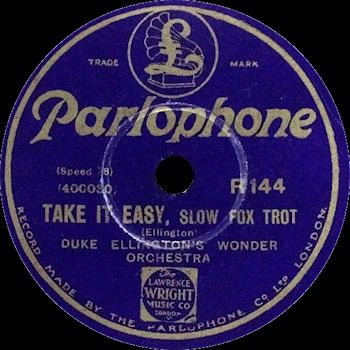 TRADE MARK
Parlophone
(Speed 78)
(400030) R 144
TAKE IT EASY, SLOW FOX TROT
(Ellington)
DUKE ELLINGTON'S WONDER
ORCHESTRA
The
LAWRENCE
WRIGHT
MUSIC CO
LONDON
RECORD MADE BY THE PARLOPHONE CO LTD LONDON.